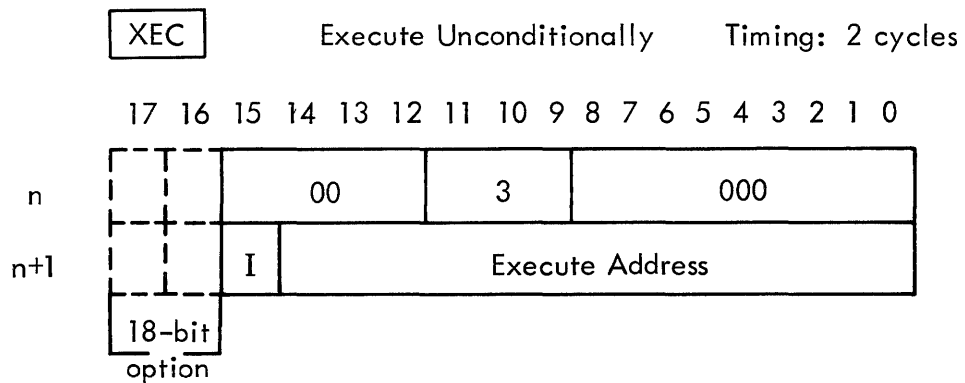 XEC Execute Unconditionally Timing: 2 cycles
17 16 15 14 13 12 11 10 9 8 7 6 5 4 3 2 1 0
n 00 3 000
n+1 I Execute Address
18-bit
option